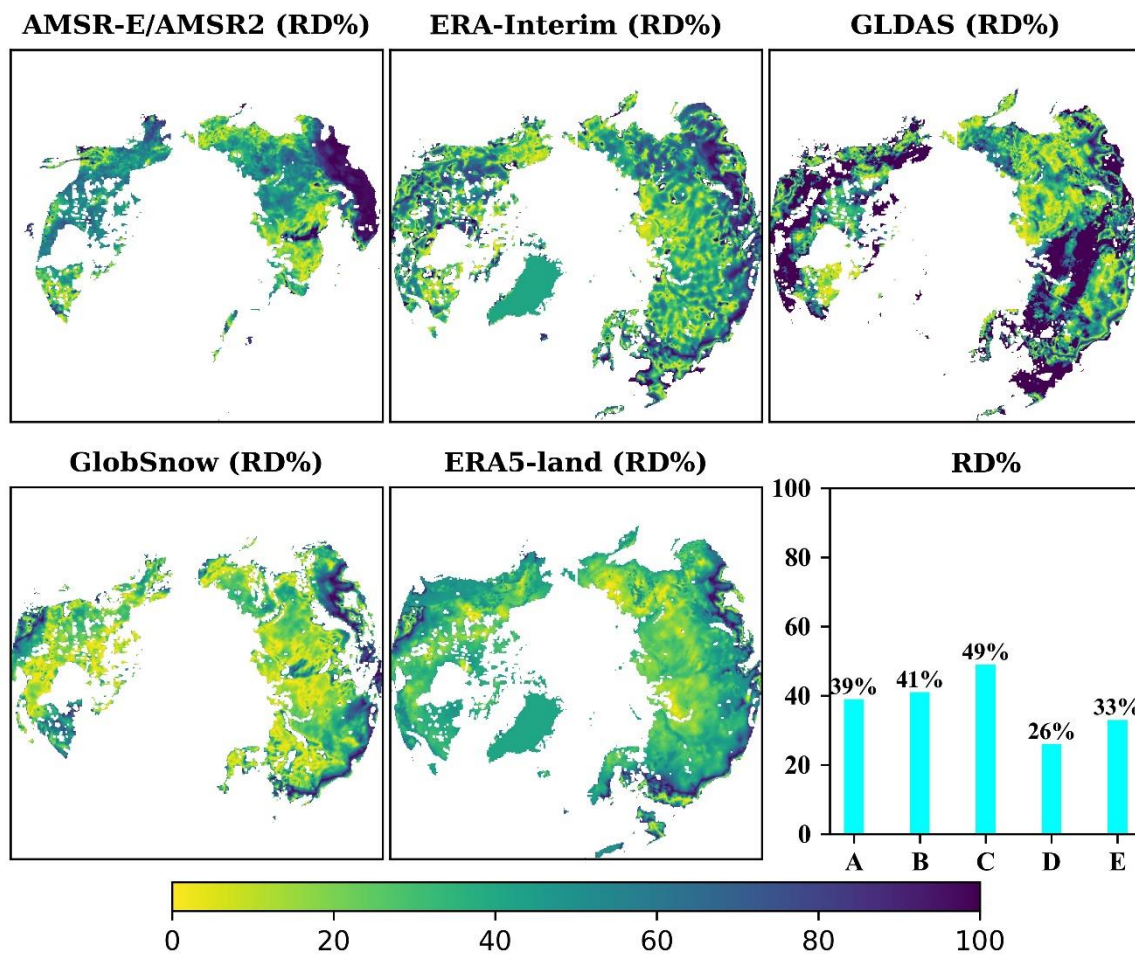 AMSR-E/AMSR2 (RD%)
ERA-Interim (RD%)
GLDAS (RD%)
GlobSnow (RD%)
ERA5-land (RD%)
RD%
100
80
60
40
20
0
39%
41%
49%
26%
33%
A
B
C
D
E
0
20
40
60
80
100